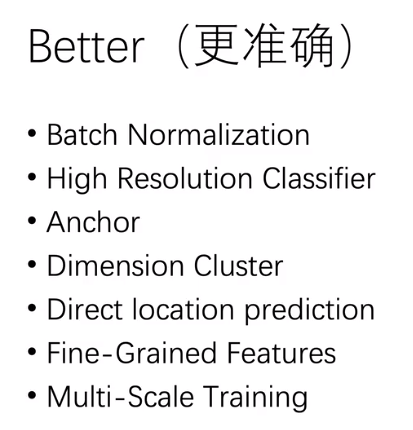 Better（更准确）
• Batch Normalization
• High Resolution Classifier
• Anchor
• Dimension Cluster
• Direct location prediction
• Fine-Grained Features
• Multi-Scale Training